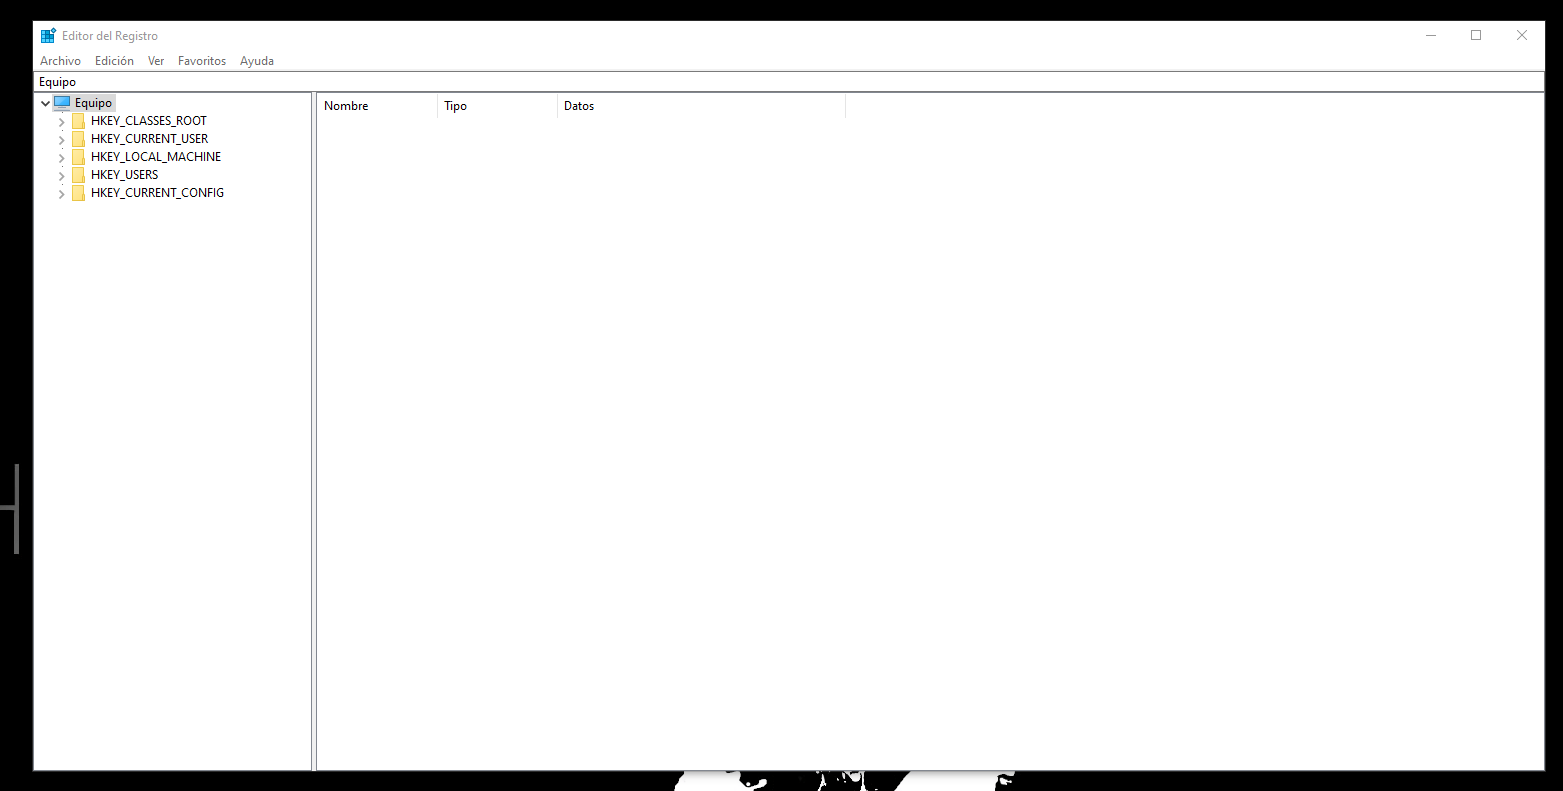 Editor del Registro
Archivo Edición Ver Favoritos Ayuda
Equipo
Equipo
HKEY_CLASSES_ROOT
HKEY_CURRENT_USER
HKEY_LOCAL_MACHINE
HKEY_USERS
HKEY_CURRENT_CONFIG
Nombre Tipo Datos